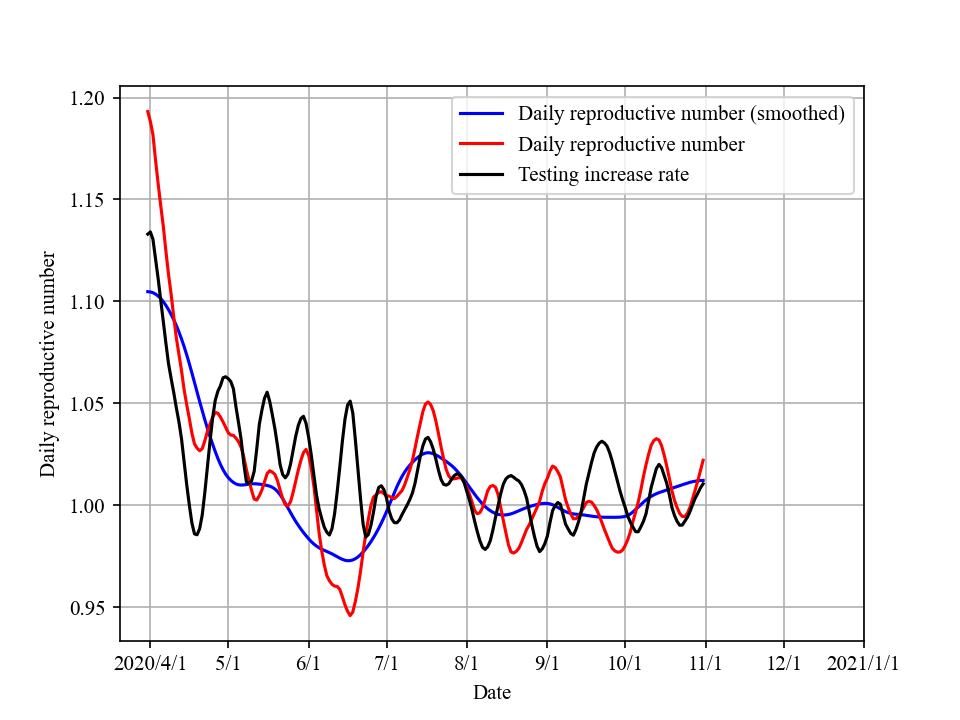 Daily reproductive number (smoothed)
Daily reproductive number
Testing increase rate
Daily reproductive number
1.20
1.15
1.10
1.05
1.00
0.95
2020/4/1 5/1 6/1 7/1 8/1 9/1 10/1 11/1 12/1 2021/1/1
Date